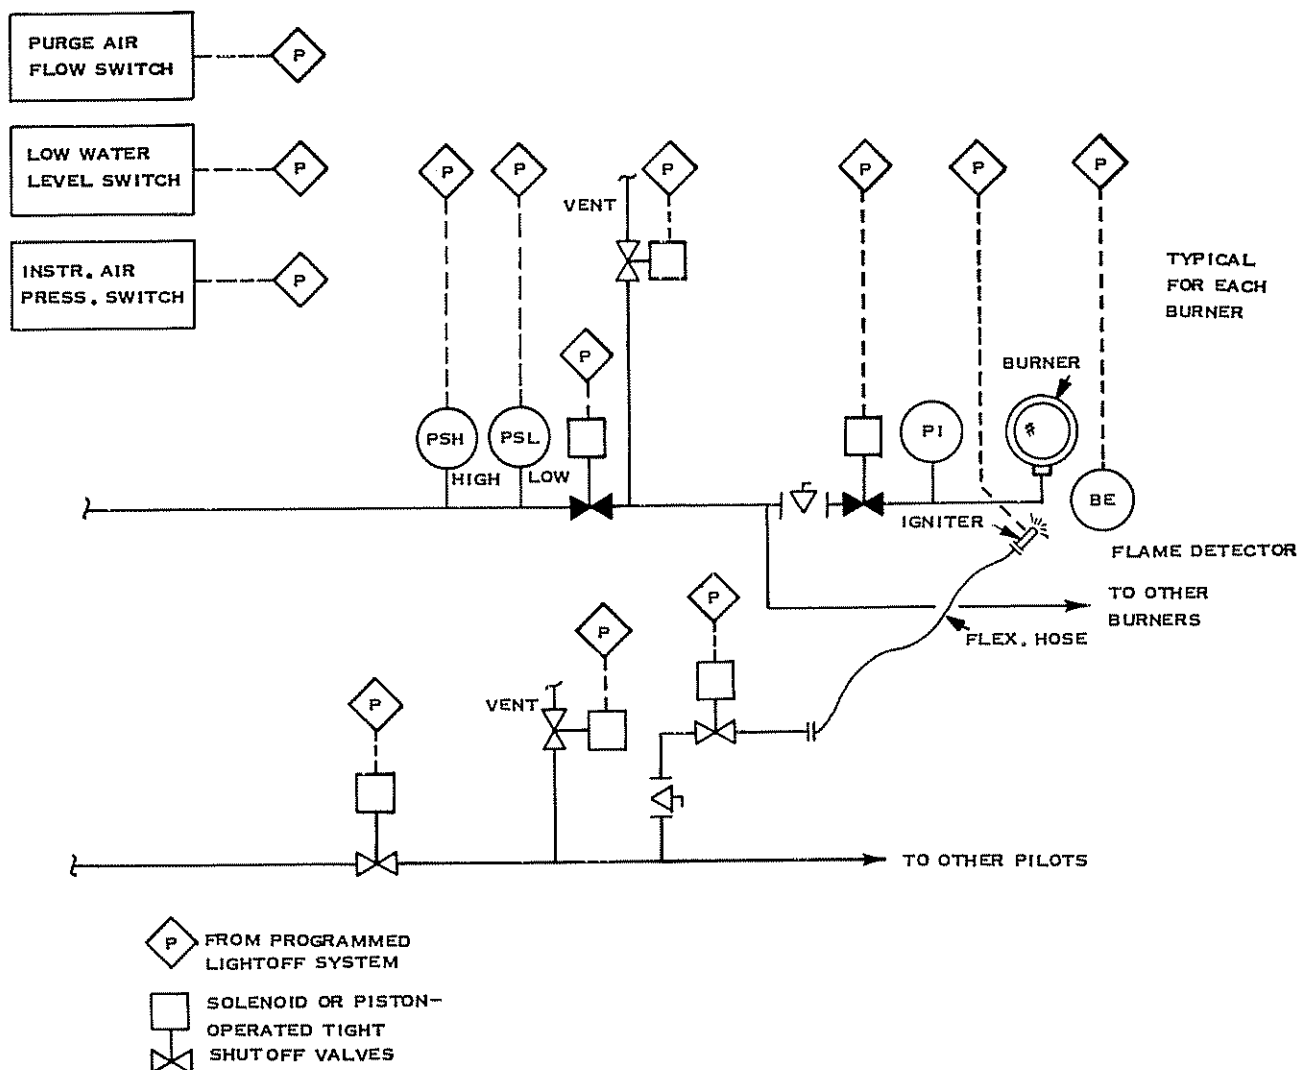 PURGE AIR
FLOW SWITCH
P
LOW WATER
LEVEL SWITCH
P
INSTR. AIR
PRESS. SWITCH
P
P
P
VENT
P
P
P
P
TYPICAL
FOR EACH
BURNER
P
BURNER
PSH
HIGH
PSL
LOW
PI
IGNITER
BE
FLAME DETECTOR
TO OTHER
BURNERS
FLEX. HOSE
P
P
VENT
P
TO OTHER PILOTS
P
FROM PROGRAMMED
LIGHTOFF SYSTEM
SOLENOID OR PISTON-
OPERATED TIGHT
SHUTOFF VALVES